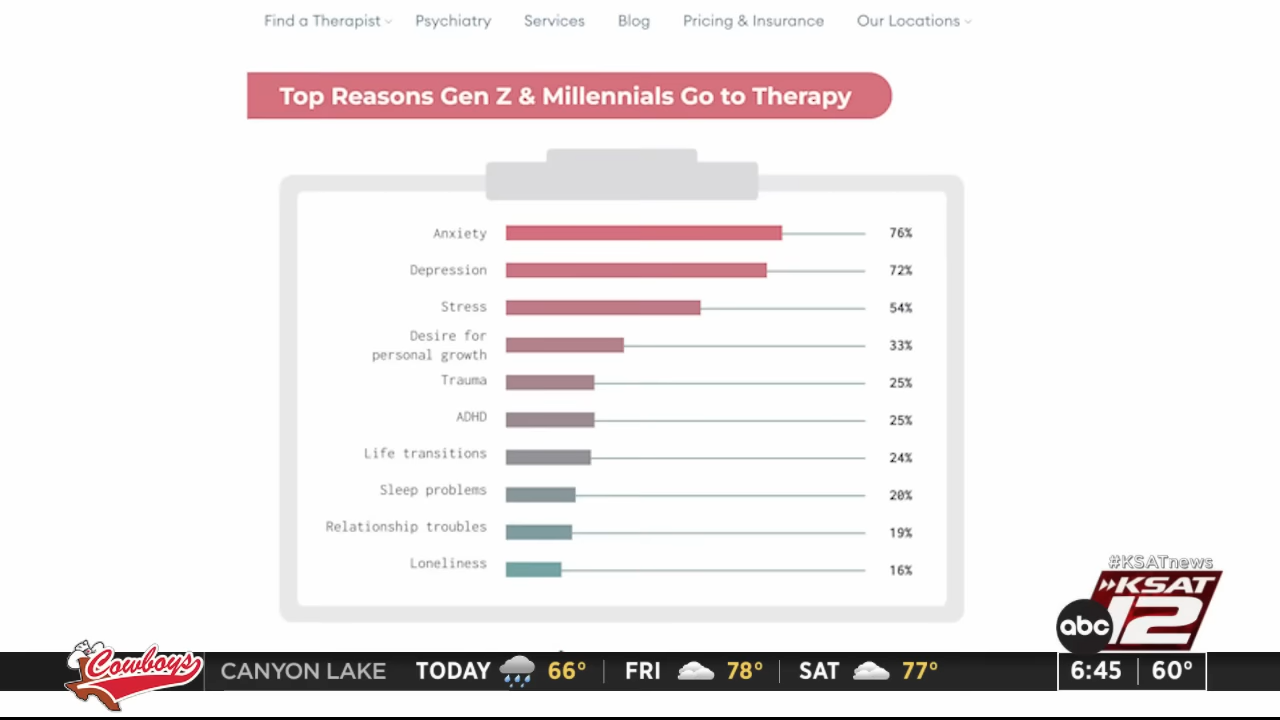 Find a Therapist Psychiatry Services Blog Pricing & Insurance Our Locations
Top Reasons Gen Z & Millennials Go to Therapy
Anxiety 76%
Depression 72%
Stress 54%
Desire for
personal growth 33%
Trauma 25%
ADHD 25%
Life transitions 24%
Sleep problems 20%
Relationship troubles 19%
Loneliness 16%
#KSATnews
KSAT
abc 12
Cowboys CANYON LAKE TODAY 66° FRI 78° SAT 77° 6:45 60°